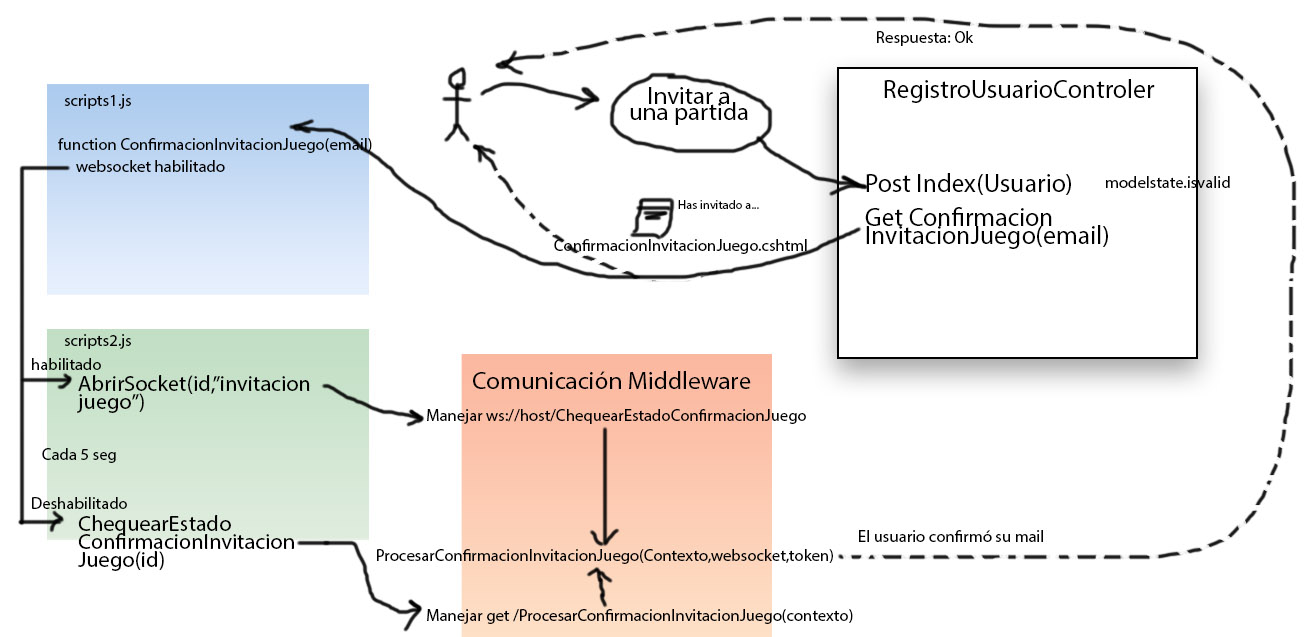 Respuesta: Ok
RegistroUsuarioControler
Invitar a
una partida
Post Index(Usuario)
modelstate.isvalid
Get Confirmacion
InvitacionJuego(email)
Has invitado a...
ConfirmacionInvitacionJuego.cshtml
scripts1.js
function ConfirmacionInvitacionJuego(email)
websocket habilitado
scripts2.js
habilitado
AbrirSocket(id,"invitacion
juego")
Cada 5 seg
Deshabilitado
ChequearEstado
ConfirmacionInvitacion
Juego(id)
Comunicación Middleware
Manejar ws://host/ChequearEstadoConfirmacionJuego
ProcesarConfirmacionInvitacionJuego(Contexto,websocket,token)
Manejar get /ProcesarConfirmacionInvitacionJuego(contexto)
El usuario confirmó su mail